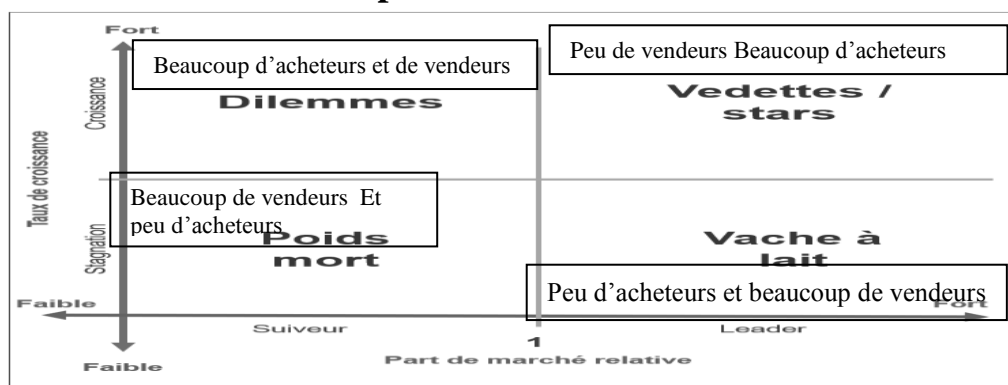 Fort
Beaucoup d’acheteurs et de vendeurs
Peu de vendeurs Beaucoup d’acheteurs
Dilemmes
Vedettes /
stars
Croissance
Taux de croissance
Beaucoup de vendeurs Et
peu d’acheteurs
Poids
mort
Vache à
lait
Stagnation
Peu d’acheteurs et beaucoup de vendeurs
Faible
Fort
Suiveur
1
Leader
Part de marché relative
Faible